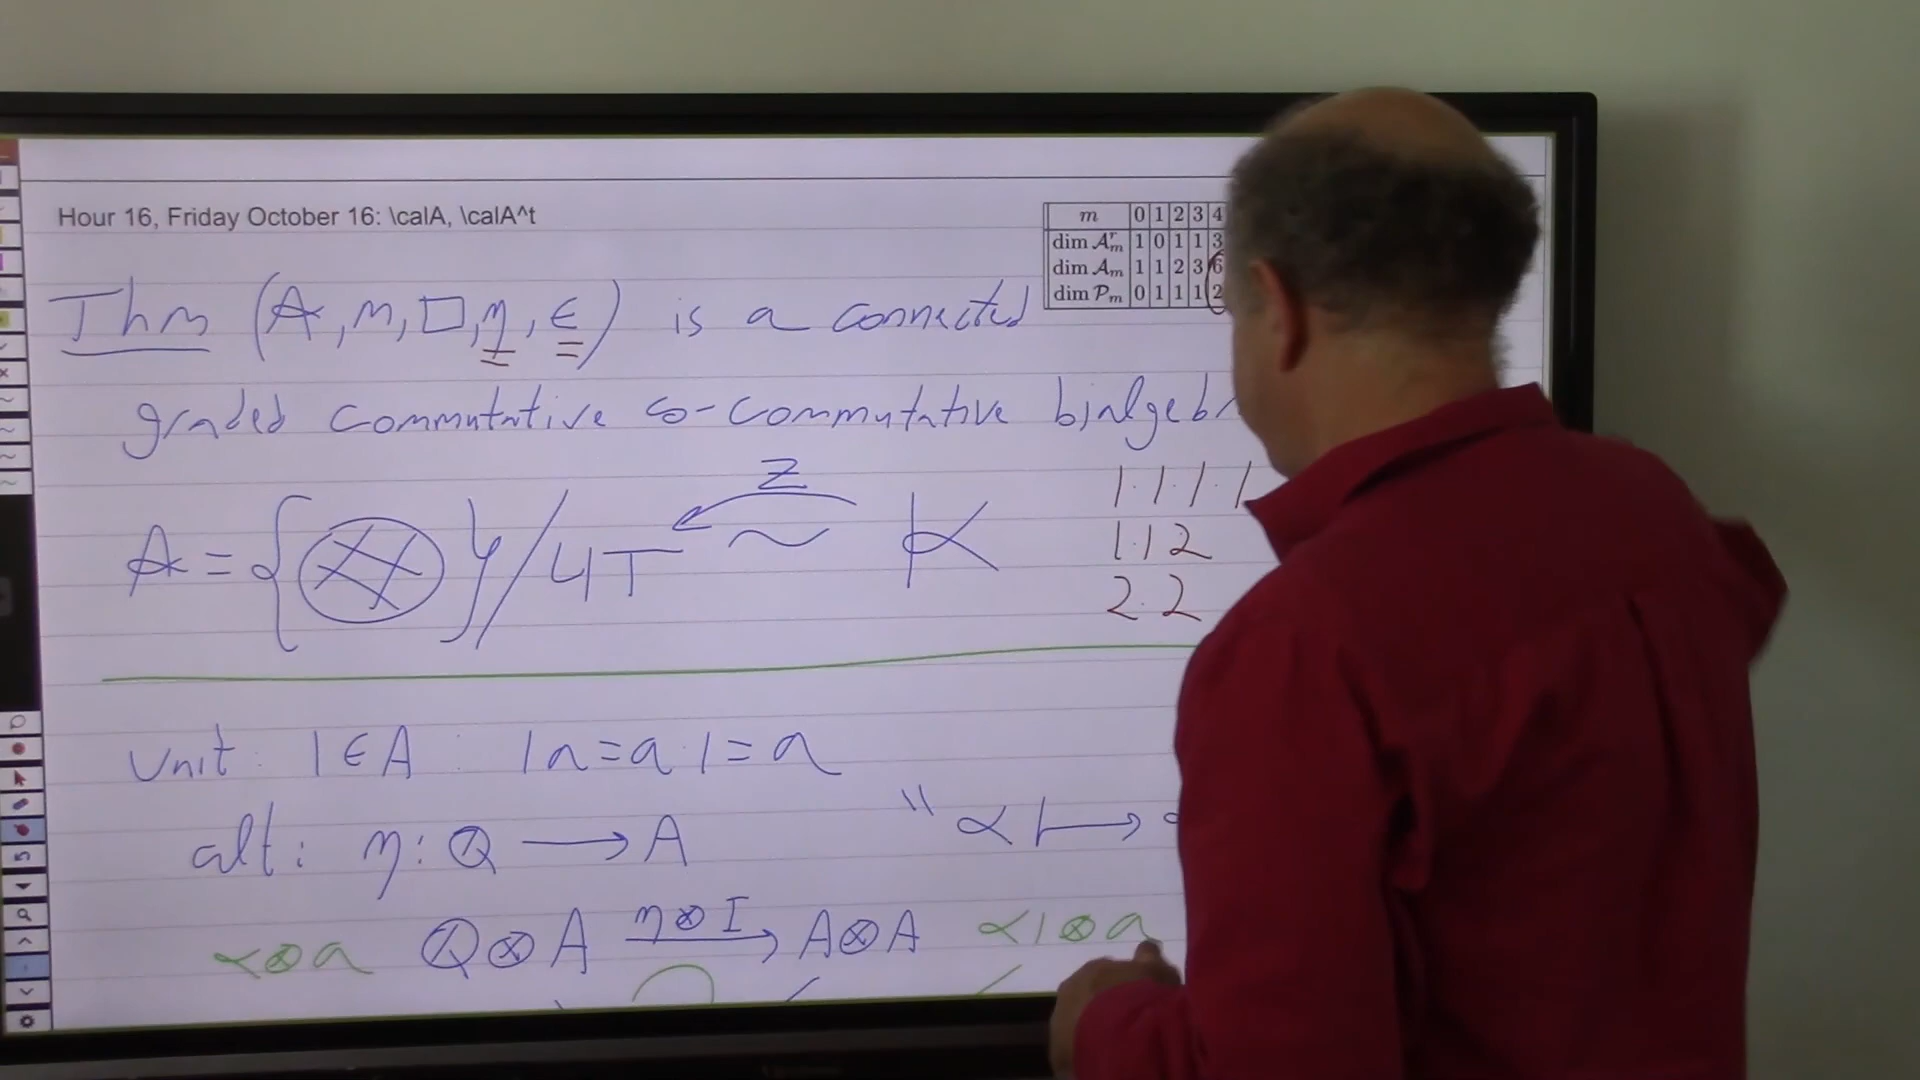 Hour 16, Friday October 16: \calA, \calA^t
m 0 1 2 3 4
dim 𝒜ʳₘ 1 0 1 1 3
dim 𝒜ₘ 1 1 2 3 6
dim 𝒫ₘ 0 1 1 1 2
Thm (A, m, □, η, ε) is a connected
graded commutative co-commutative
A = { } / 4T ← Z ∼ K
1·1·1·1
1·1 2
2·2
Unit: 1 ∈ A : 1a = a·1 = a
alt: η: Q ⟶ A " α ↦
α⊗a Q⊗A η⊗I ⟶ A⊗A α1⊗a